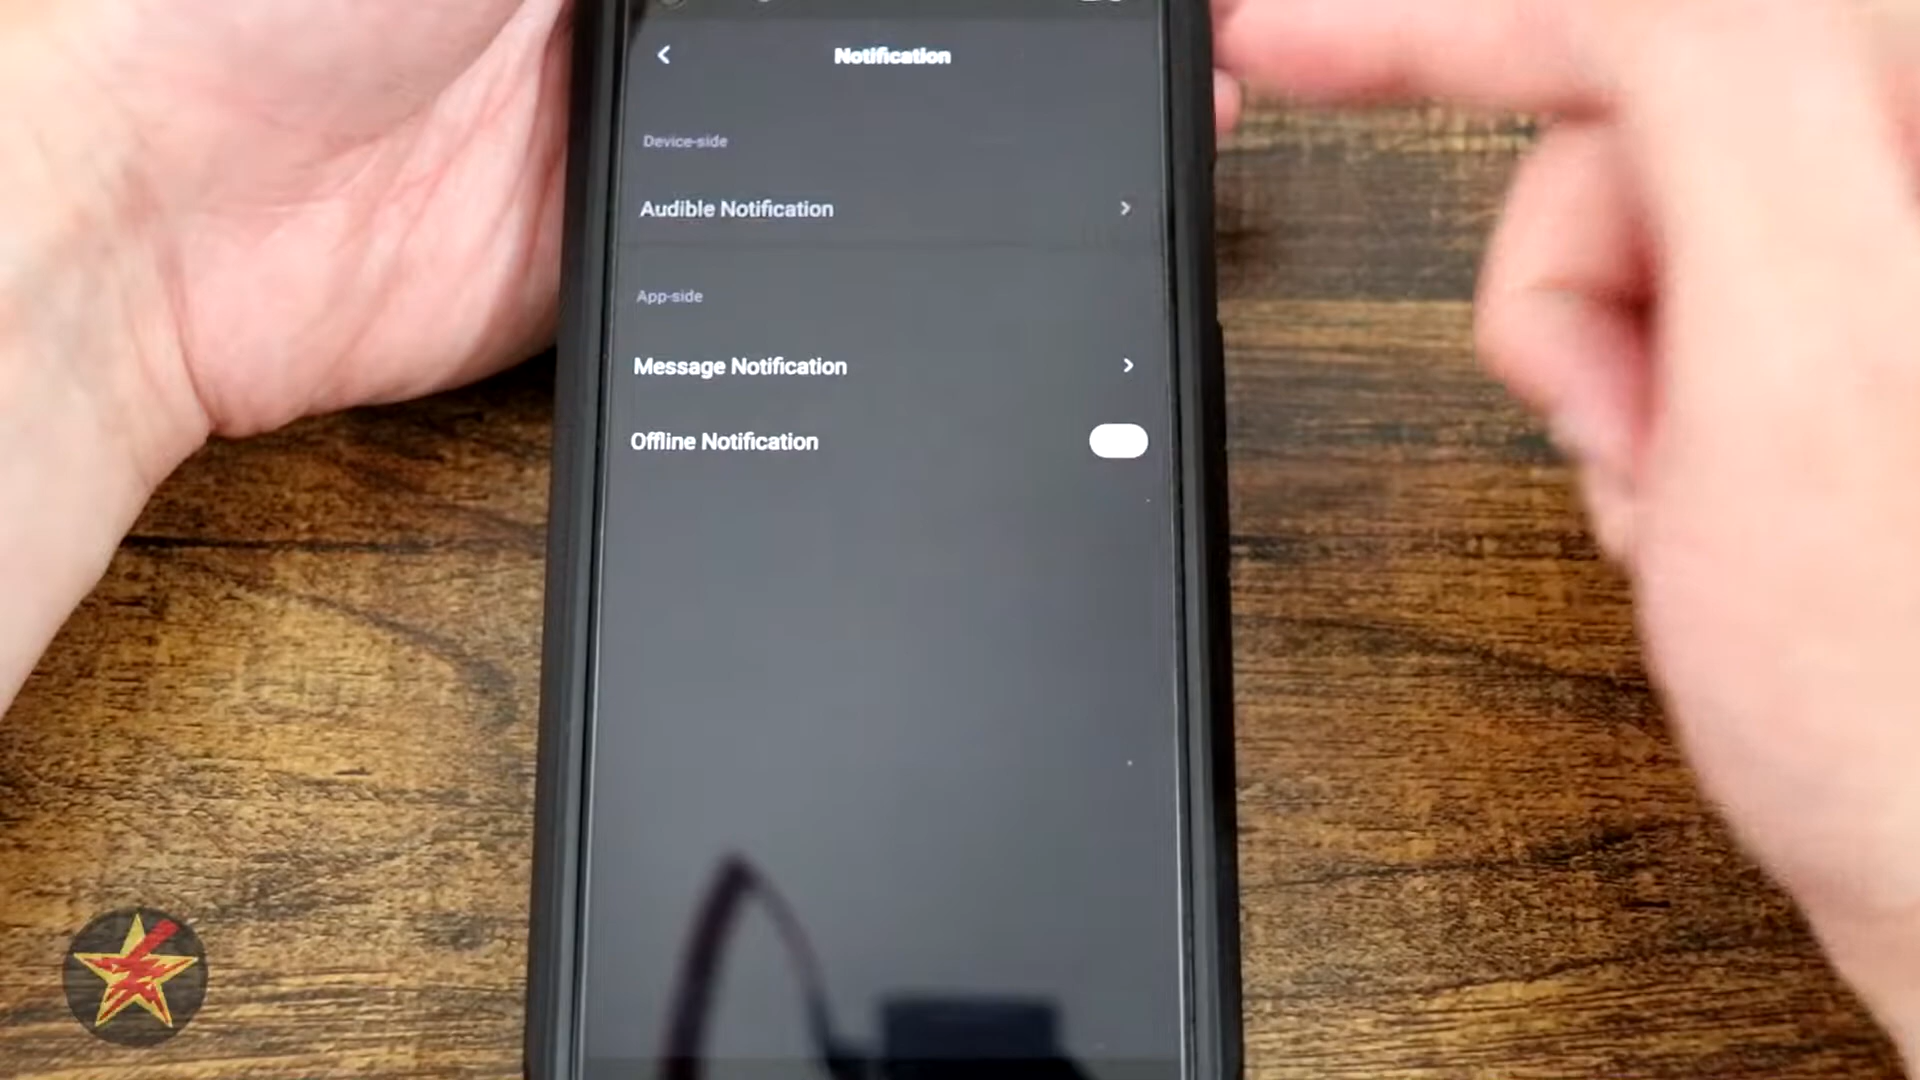 Notification
Device-side
Audible Notification
App-side
Message Notification
Offline Notification